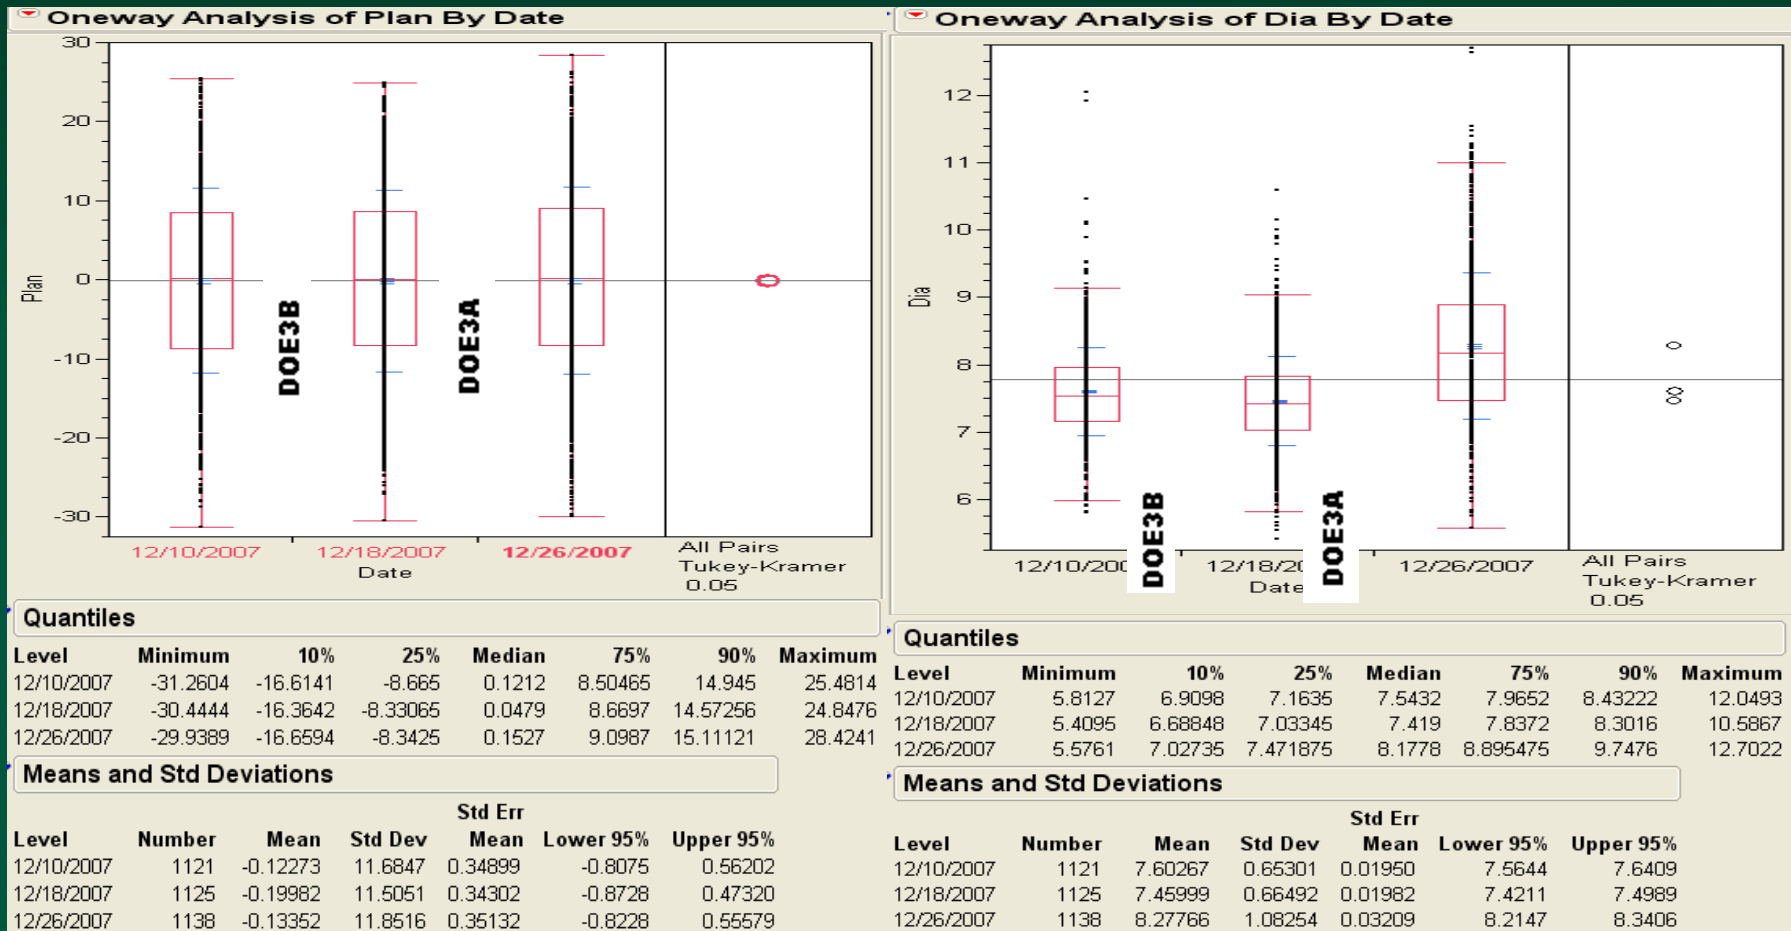 Oneway Analysis of Plan By Date
30
20
10
0
-10
-20
-30
Plan
DOE3B
DOE3A
12/10/2007 12/18/2007 12/26/2007
Date
All Pairs
Tukey-Kramer
0.05
Quantiles
Level Minimum 10% 25% Median 75% 90% Maximum
12/10/2007 -31.2604 -16.6141 -8.665 0.1212 8.50465 14.945 25.4814
12/18/2007 -30.4444 -16.3642 -8.33065 0.0479 8.6697 14.57256 24.8476
12/26/2007 -29.9389 -16.6594 -8.3425 0.1527 9.0987 15.11121 28.4241
Means and Std Deviations
Std Err
Level Number Mean Std Dev Mean Lower 95% Upper 95%
12/10/2007 1121 -0.12273 11.6847 0.34899 -0.8075 0.56202
12/18/2007 1125 -0.19982 11.5051 0.34302 -0.8728 0.47320
12/26/2007 1138 -0.13352 11.8516 0.35132 -0.8228 0.55579
Oneway Analysis of Dia By Date
12
11
10
9
8
7
6
Dia
DOE3B
DOE3A
12/10/200 12/18/20 12/26/2007
Date
All Pairs
Tukey-Kramer
0.05
Quantiles
Level Minimum 10% 25% Median 75% 90% Maximum
12/10/2007 5.8127 6.9098 7.1635 7.5432 7.9652 8.43222 12.0493
12/18/2007 5.4095 6.68848 7.03345 7.419 7.8372 8.3016 10.5867
12/26/2007 5.5761 7.02735 7.471875 8.1778 8.895475 9.7476 12.7022
Means and Std Deviations
Std Err
Level Number Mean Std Dev Mean Lower 95% Upper 95%
12/10/2007 1121 7.60267 0.65301 0.01950 7.5644 7.6409
12/18/2007 1125 7.45999 0.66492 0.01982 7.4211 7.4989
12/26/2007 1138 8.27766 1.08254 0.03209 8.2147 8.3406